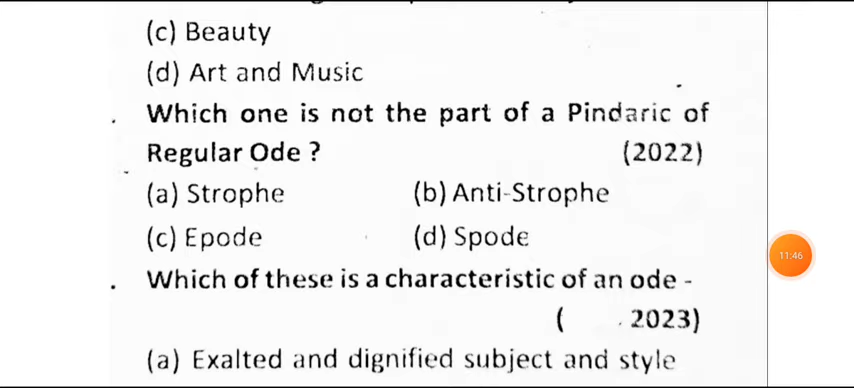 (c) Beauty
(d) Art and Music
. Which one is not the part of a Pindaric of
Regular Ode ? (2022)
(a) Strophe (b) Anti-Strophe
(c) Epode (d) Spode
. Which of these is a characteristic of an ode -
( . 2023)
(a) Exalted and dignified subject and style
11:46